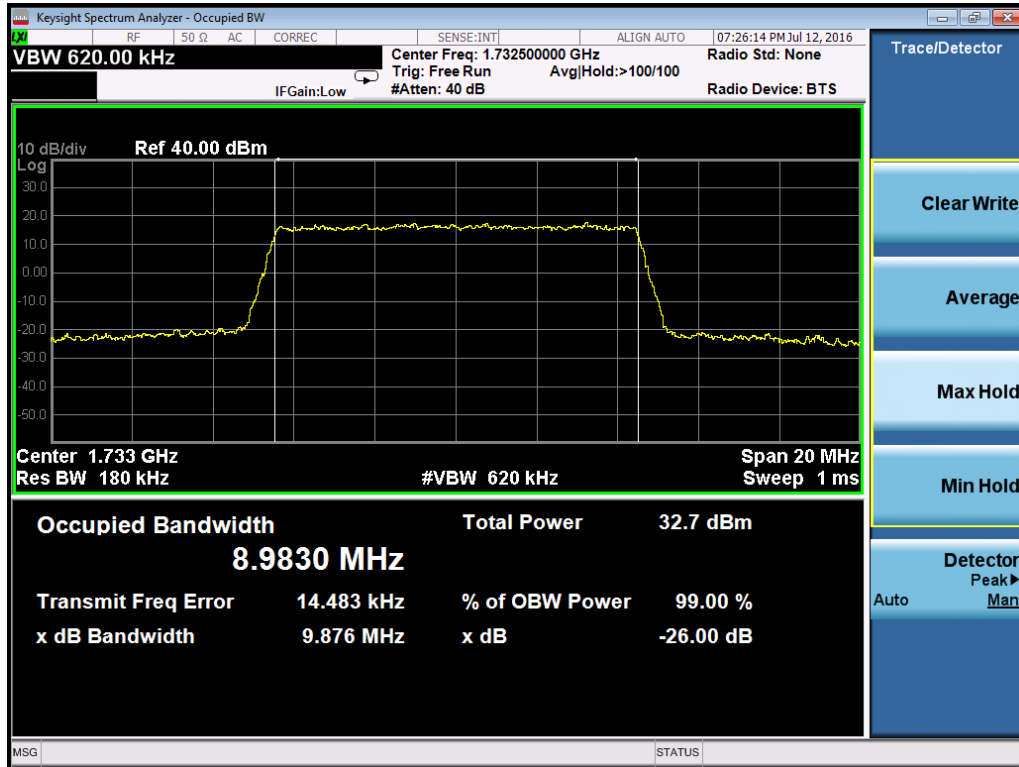 Keysight Spectrum Analyzer - Occupied BW
LXI RF 50 Ω AC CORREC SENSE:INT ALIGN AUTO 07:26:14 PM Jul 12, 2016
VBW 620.00 kHz
Center Freq: 1.732500000 GHz Radio Std: None
Trig: Free Run Avg|Hold:>100/100
IFGain:Low #Atten: 40 dB Radio Device: BTS
10 dB/div Ref 40.00 dBm
Log
30.0
20.0
10.0
0.00
-10.0
-20.0
-30.0
-40.0
-50.0
Center 1.733 GHz Span 20 MHz
Res BW 180 kHz #VBW 620 kHz Sweep 1 ms
Occupied Bandwidth Total Power 32.7 dBm
8.9830 MHz
Transmit Freq Error 14.483 kHz % of OBW Power 99.00 %
x dB Bandwidth 9.876 MHz x dB -26.00 dB
MSG STATUS
Trace/Detector
Clear Write
Average
Max Hold
Min Hold
Detector
Peak▶
Auto Man